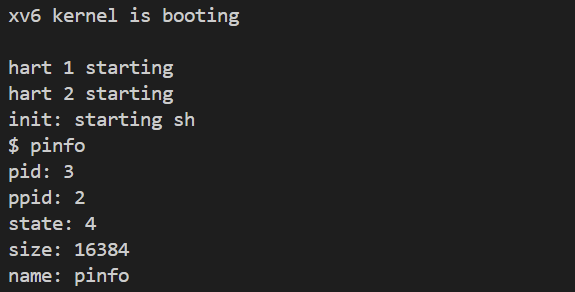 xv6 kernel is booting
hart 1 starting
hart 2 starting
init: starting sh
$ pinfo
pid: 3
ppid: 2
state: 4
size: 16384
name: pinfo